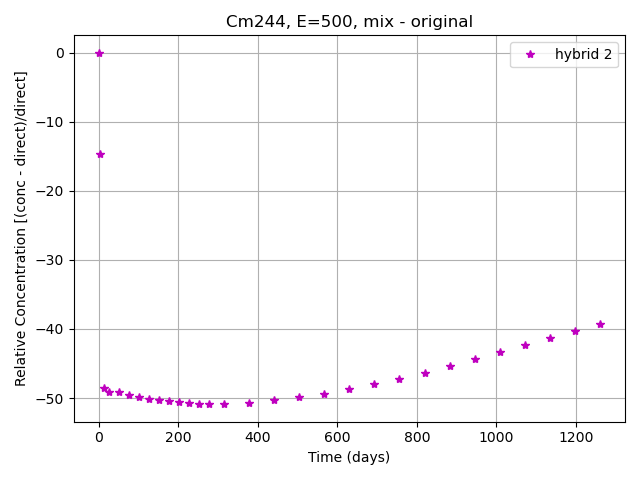 Cm244, E=500, mix - original
hybrid 2
Relative Concentration [(conc - direct)/direct]
0
−10
−20
−30
−40
−50
0 200 400 600 800 1000 1200
Time (days)